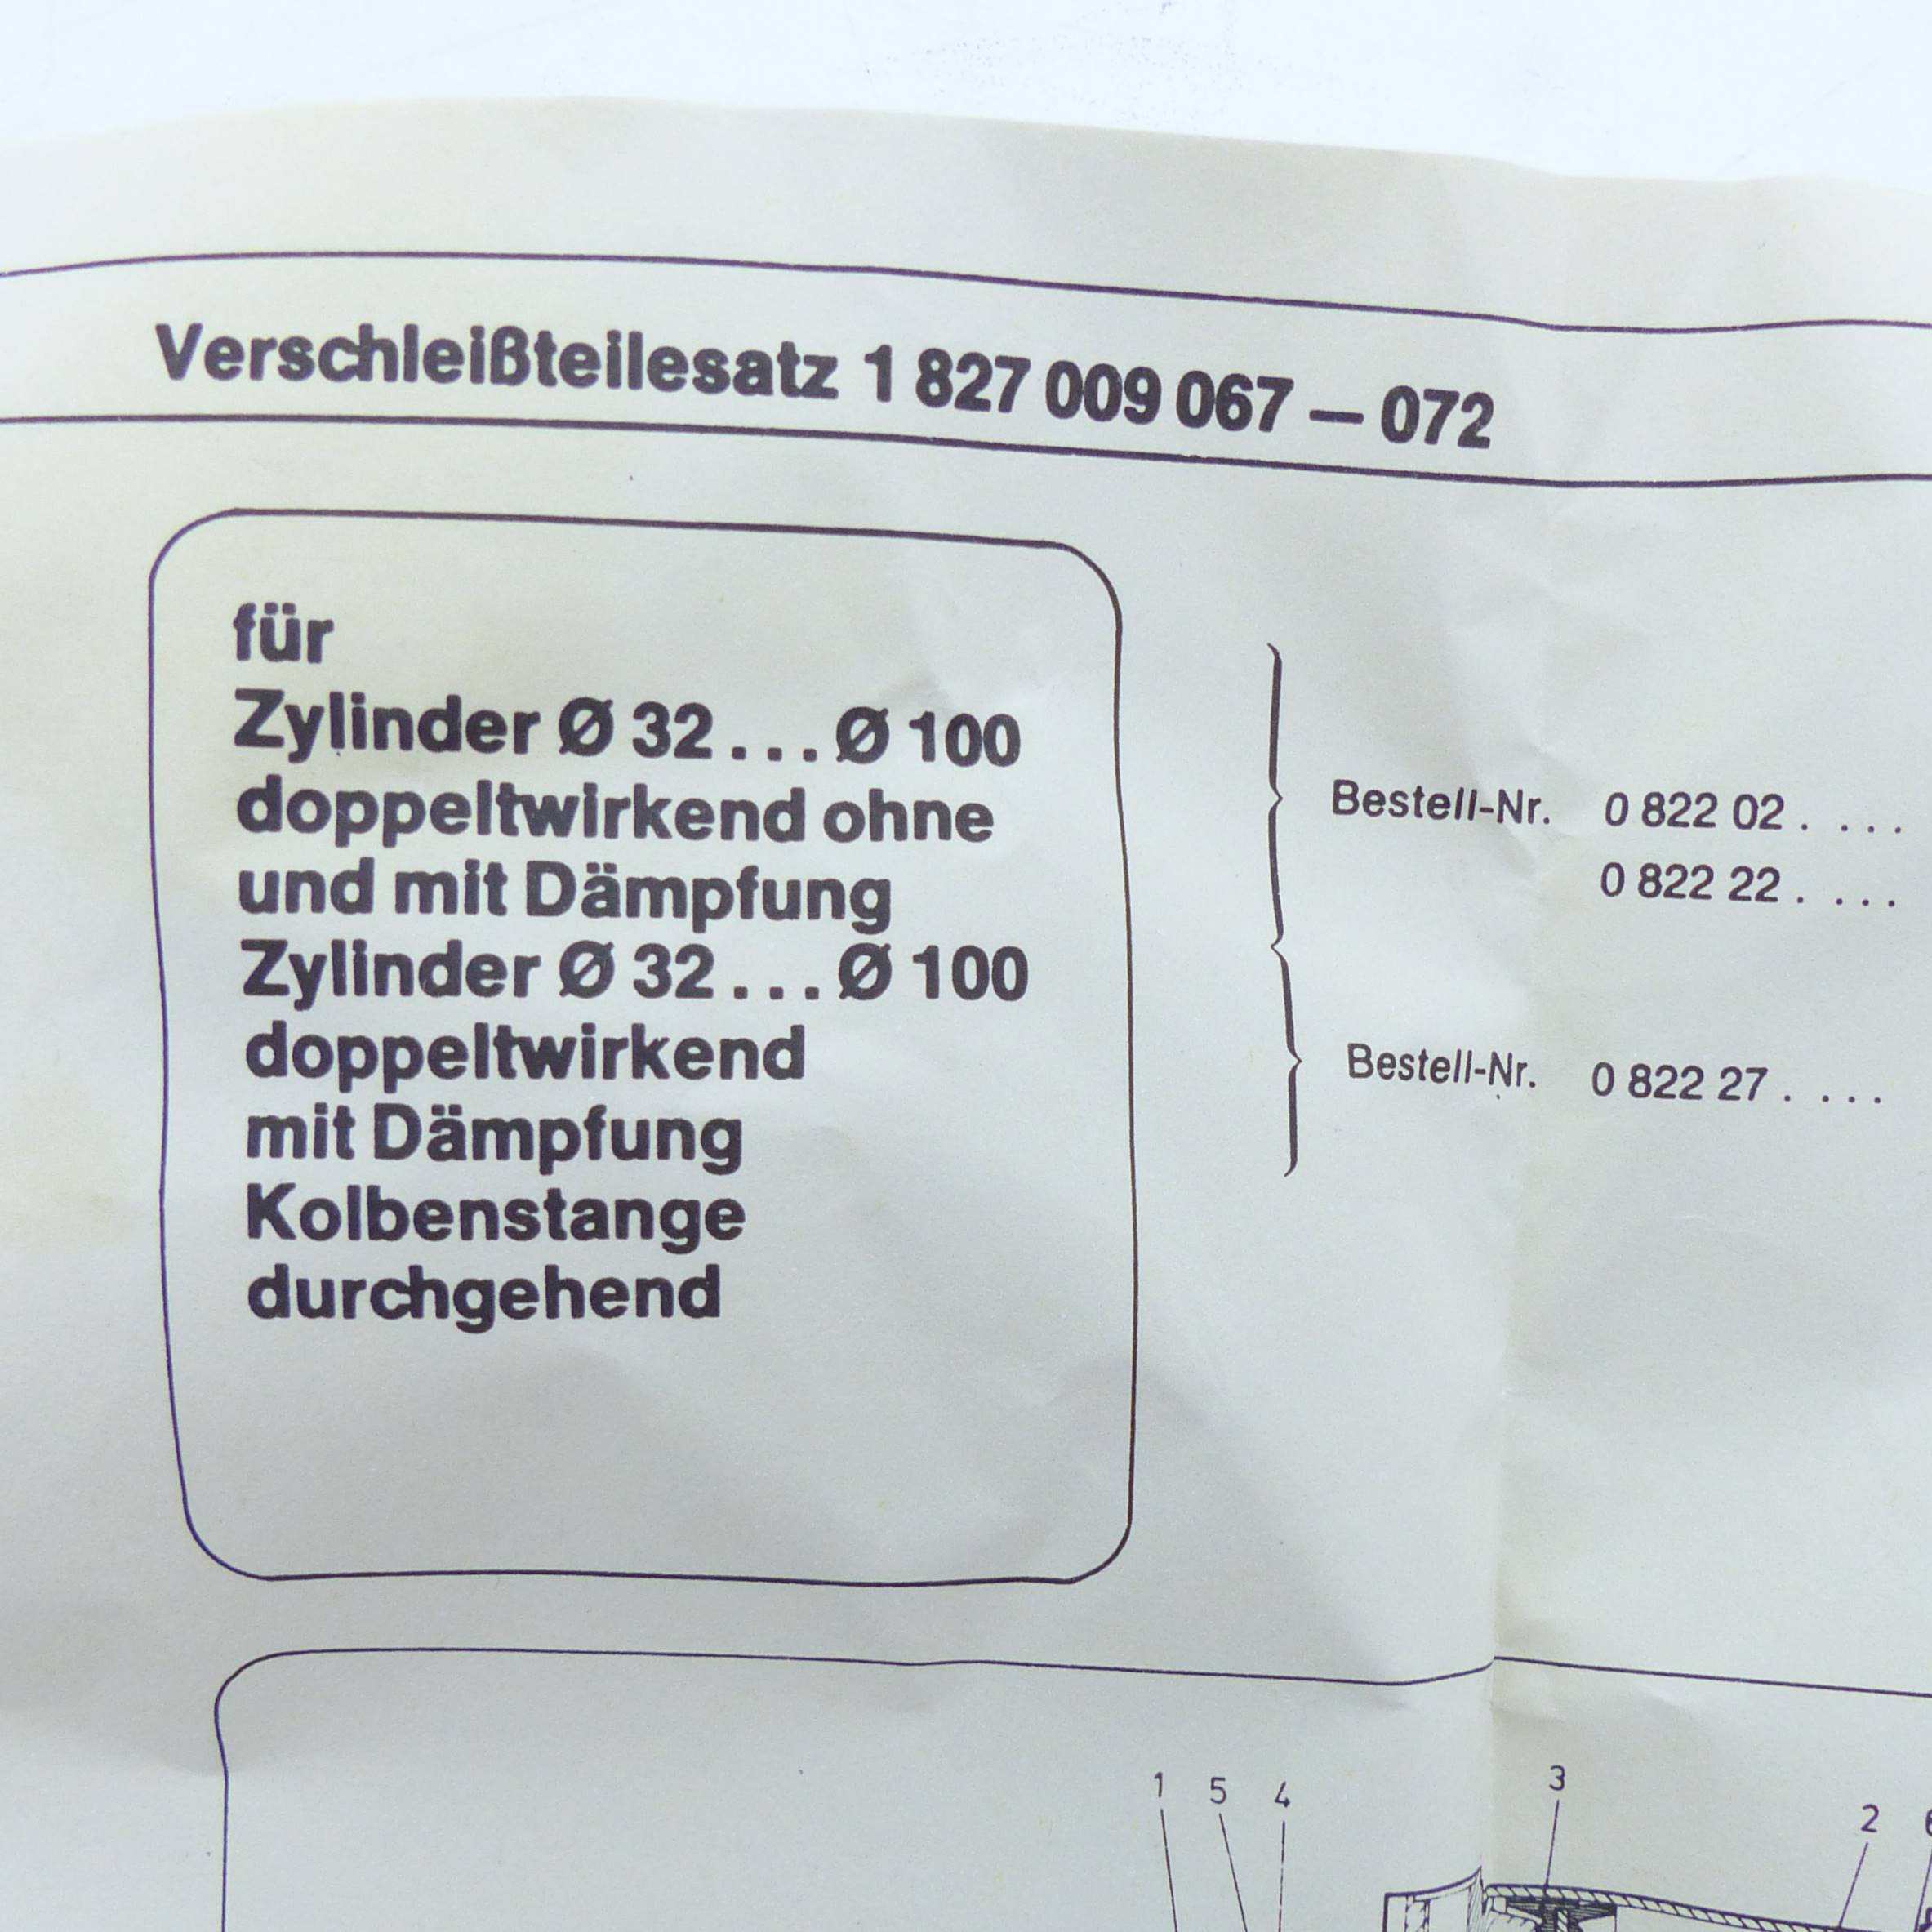 Verschleißteilesatz 1 827 009 067 – 072
für
Zylinder Ø 32 . . . Ø 100
doppeltwirkend ohne
und mit Dämpfung
Zylinder Ø 32 . . . Ø 100
doppeltwirkend
mit Dämpfung
Kolbenstange
durchgehend
Bestell-Nr. 0 822 02 . . . . .
0 822 22 . . . . .
Bestell-Nr. 0 822 27 . . . . .
1 5 4 3 2